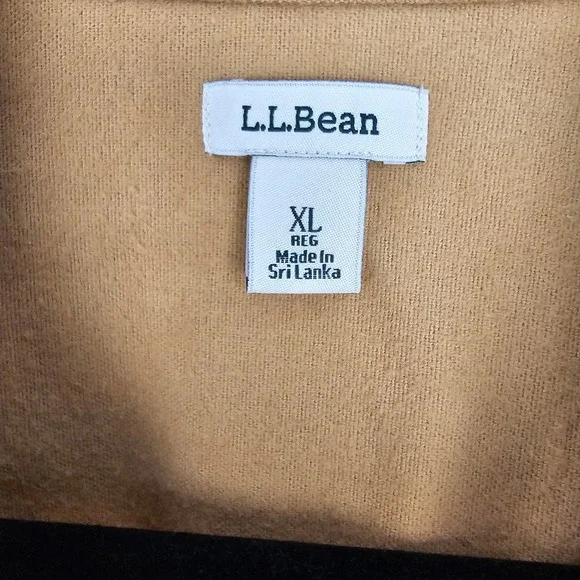 L.L.Bean
XL
REG
Made In
Sri Lanka